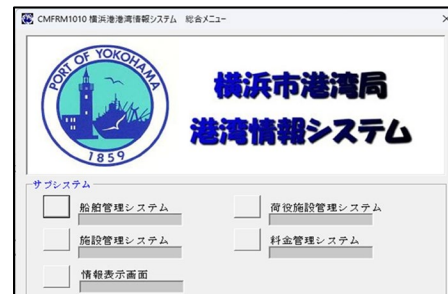 CMFRM1010 横浜港港湾情報システム 総合メニュー
PORT OF YOKOHAMA
1859
横浜市港湾局
港湾情報システム
サブシステム
船舶管理システム
荷役施設管理システム
施設管理システム
料金管理システム
情報表示画面